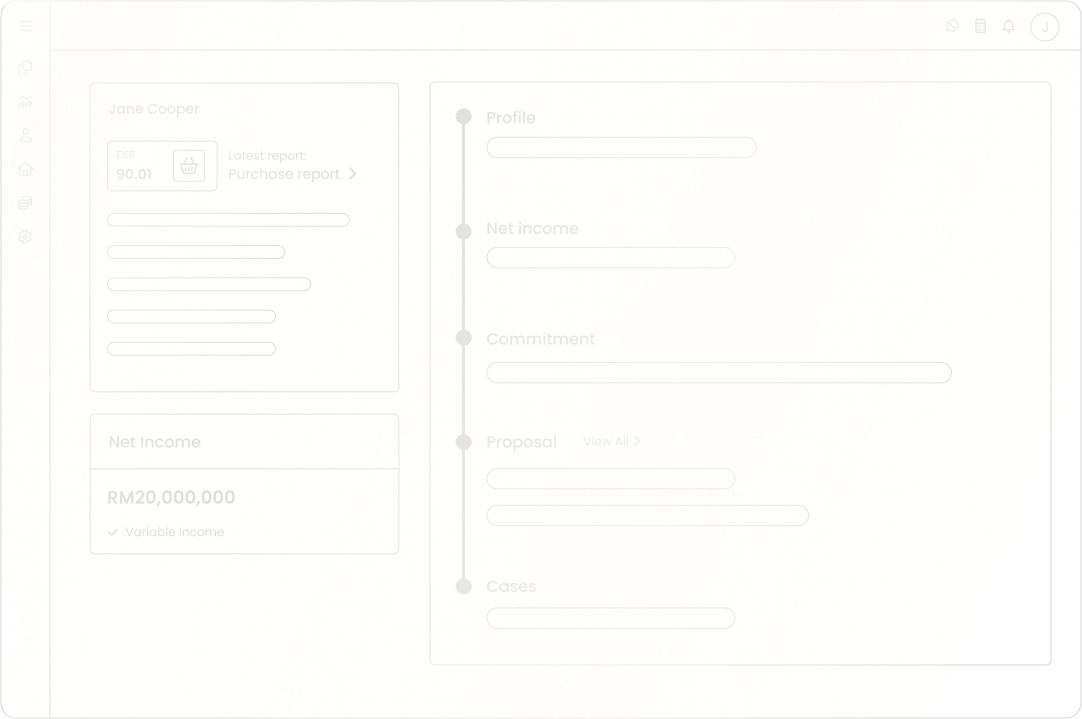 J
Jane Cooper
DSR
90.01
Latest report:
Purchase report
Net Income
RM20,000,000
Variable Income
Profile
Net income
Commitment
Proposal
View All
Cases